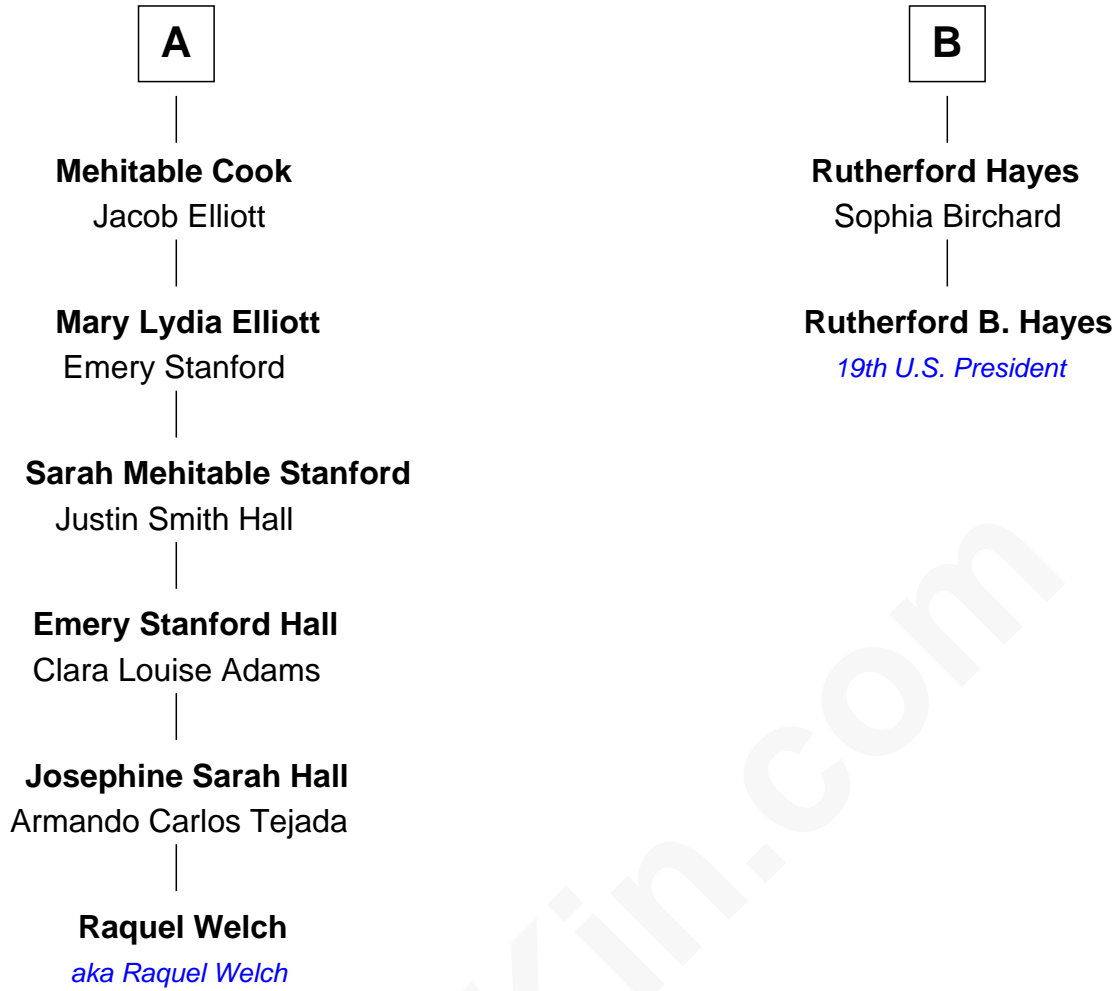 A
Mehitable Cook
Jacob Elliott
Mary Lydia Elliott
Emery Stanford
Sarah Mehitable Stanford
Justin Smith Hall
Emery Stanford Hall
Clara Louise Adams
Josephine Sarah Hall
Armando Carlos Tejada
Raquel Welch
aka Raquel Welch
B
Rutherford Hayes
Sophia Birchard
Rutherford B. Hayes
19th U.S. President
Kin.com